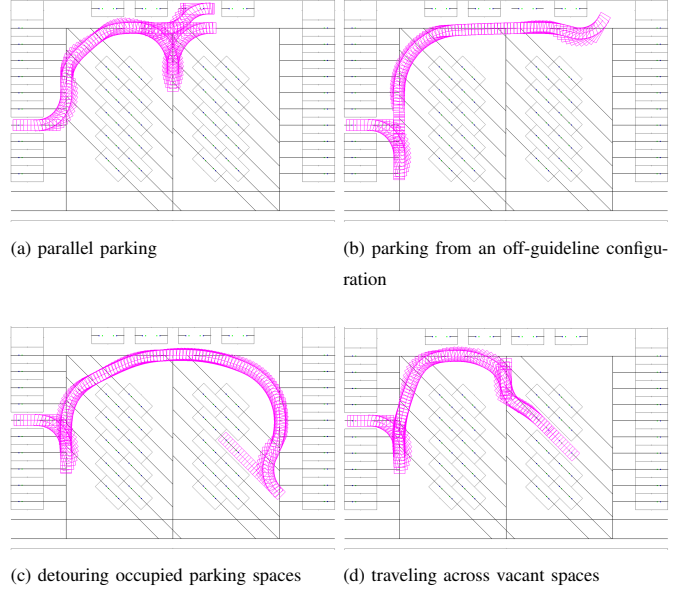 (a) parallel parking
(b) parking from an off-guideline configu-
ration
(c) detouring occupied parking spaces
(d) traveling across vacant spaces